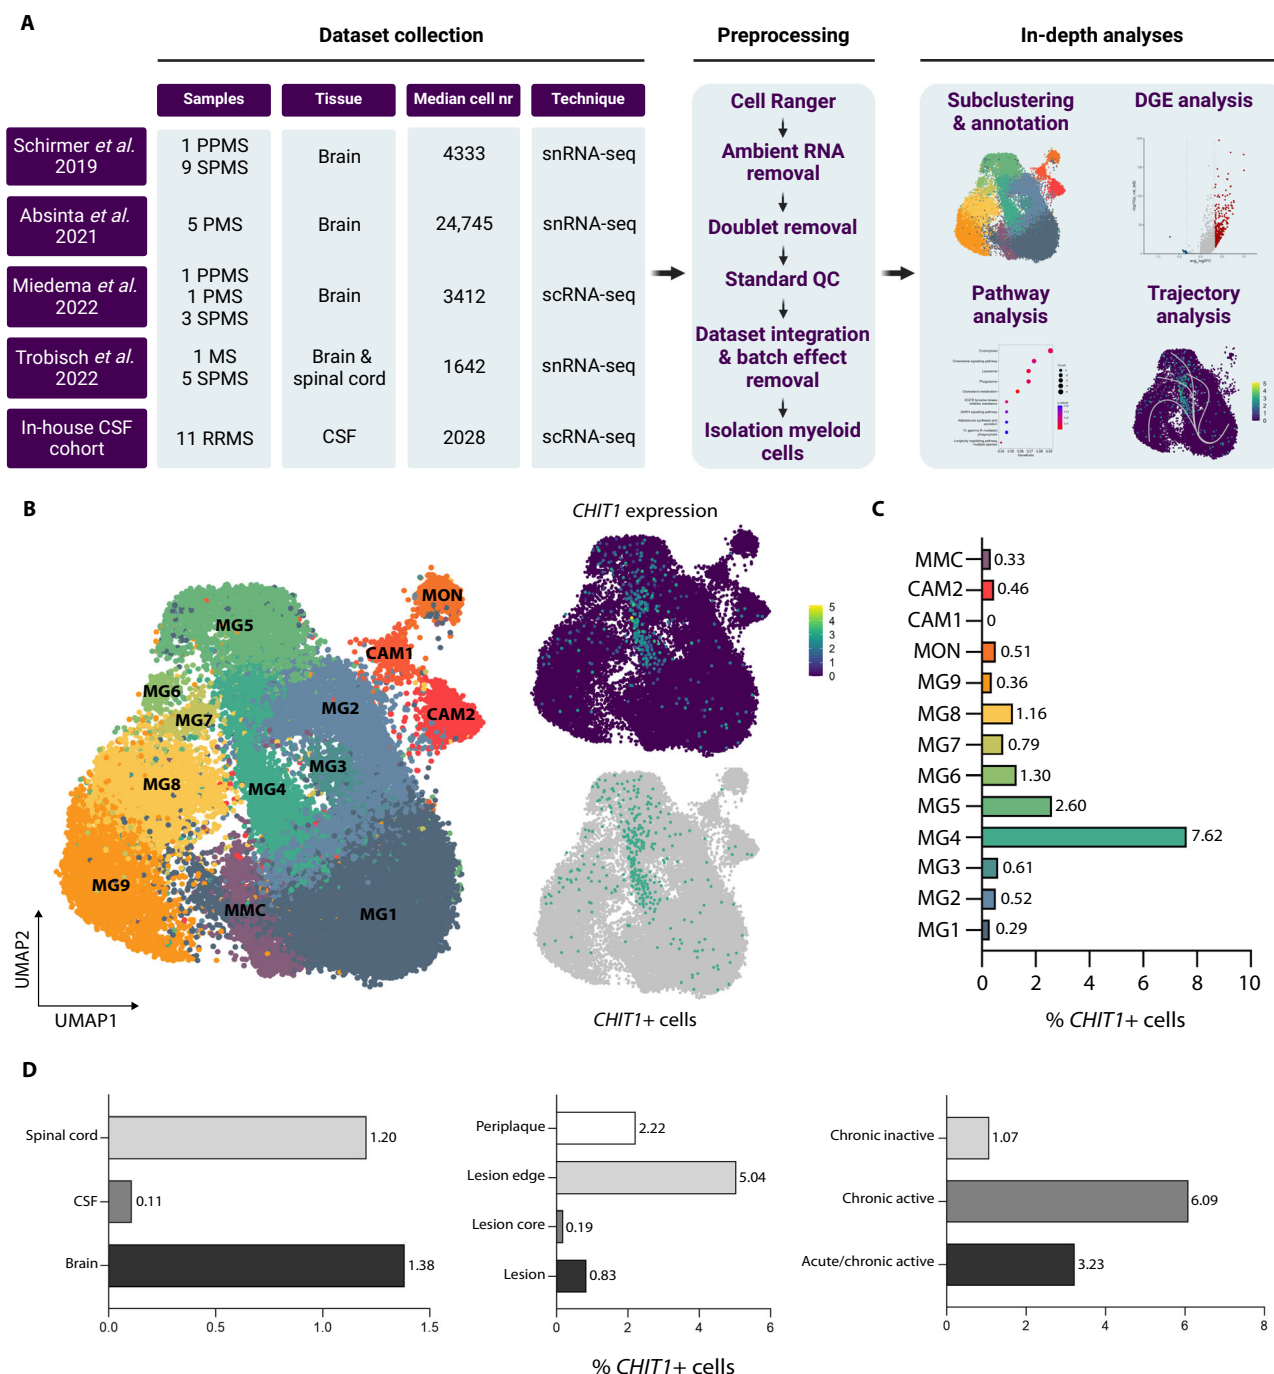 A
Dataset collection
Preprocessing
In-depth analyses
Samples
Tissue
Median cell nr
Technique
Schirmer et al.
2019
1 PPMS
9 SPMS
Brain
4333
snRNA-seq
Absinta et al.
2021
5 PMS
Brain
24,745
snRNA-seq
Miedema et al.
2022
1 PPMS
1 PMS
3 SPMS
Brain
3412
scRNA-seq
Trobisch et al.
2022
1 MS
5 SPMS
Brain &
spinal cord
1642
snRNA-seq
In-house CSF
cohort
11 RRMS
CSF
2028
scRNA-seq
Cell Ranger
Ambient RNA
removal
Doublet removal
Standard QC
Dataset integration
& batch effect
removal
Isolation myeloid
cells
Subclustering
& annotation
DGE analysis
Pathway
analysis
Trajectory
analysis
5
4
3
2
1
0
B
MON
MG5
CAM1
MG6
MG7
MG2
CAM2
MG3
MG8
MG4
MG9
MMC
MG1
UMAP2
UMAP1
CHIT1 expression
5
4
3
2
1
0
CHIT1+ cells
C
MMC 0.33
CAM2 0.46
CAM1 0
MON 0.51
MG9 0.36
MG8 1.16
MG7 0.79
MG6 1.30
MG5 2.60
MG4 7.62
MG3 0.61
MG2 0.52
MG1 0.29
0 2 4 6 8 10
% CHIT1+ cells
D
Spinal cord 1.20
CSF 0.11
Brain 1.38
0.0 0.5 1.0 1.5
Periplaque 2.22
Lesion edge 5.04
Lesion core 0.19
Lesion 0.83
0 2 4 6
Chronic inactive 1.07
Chronic active 6.09
Acute/chronic active 3.23
0 2 4 6 8
% CHIT1+ cells